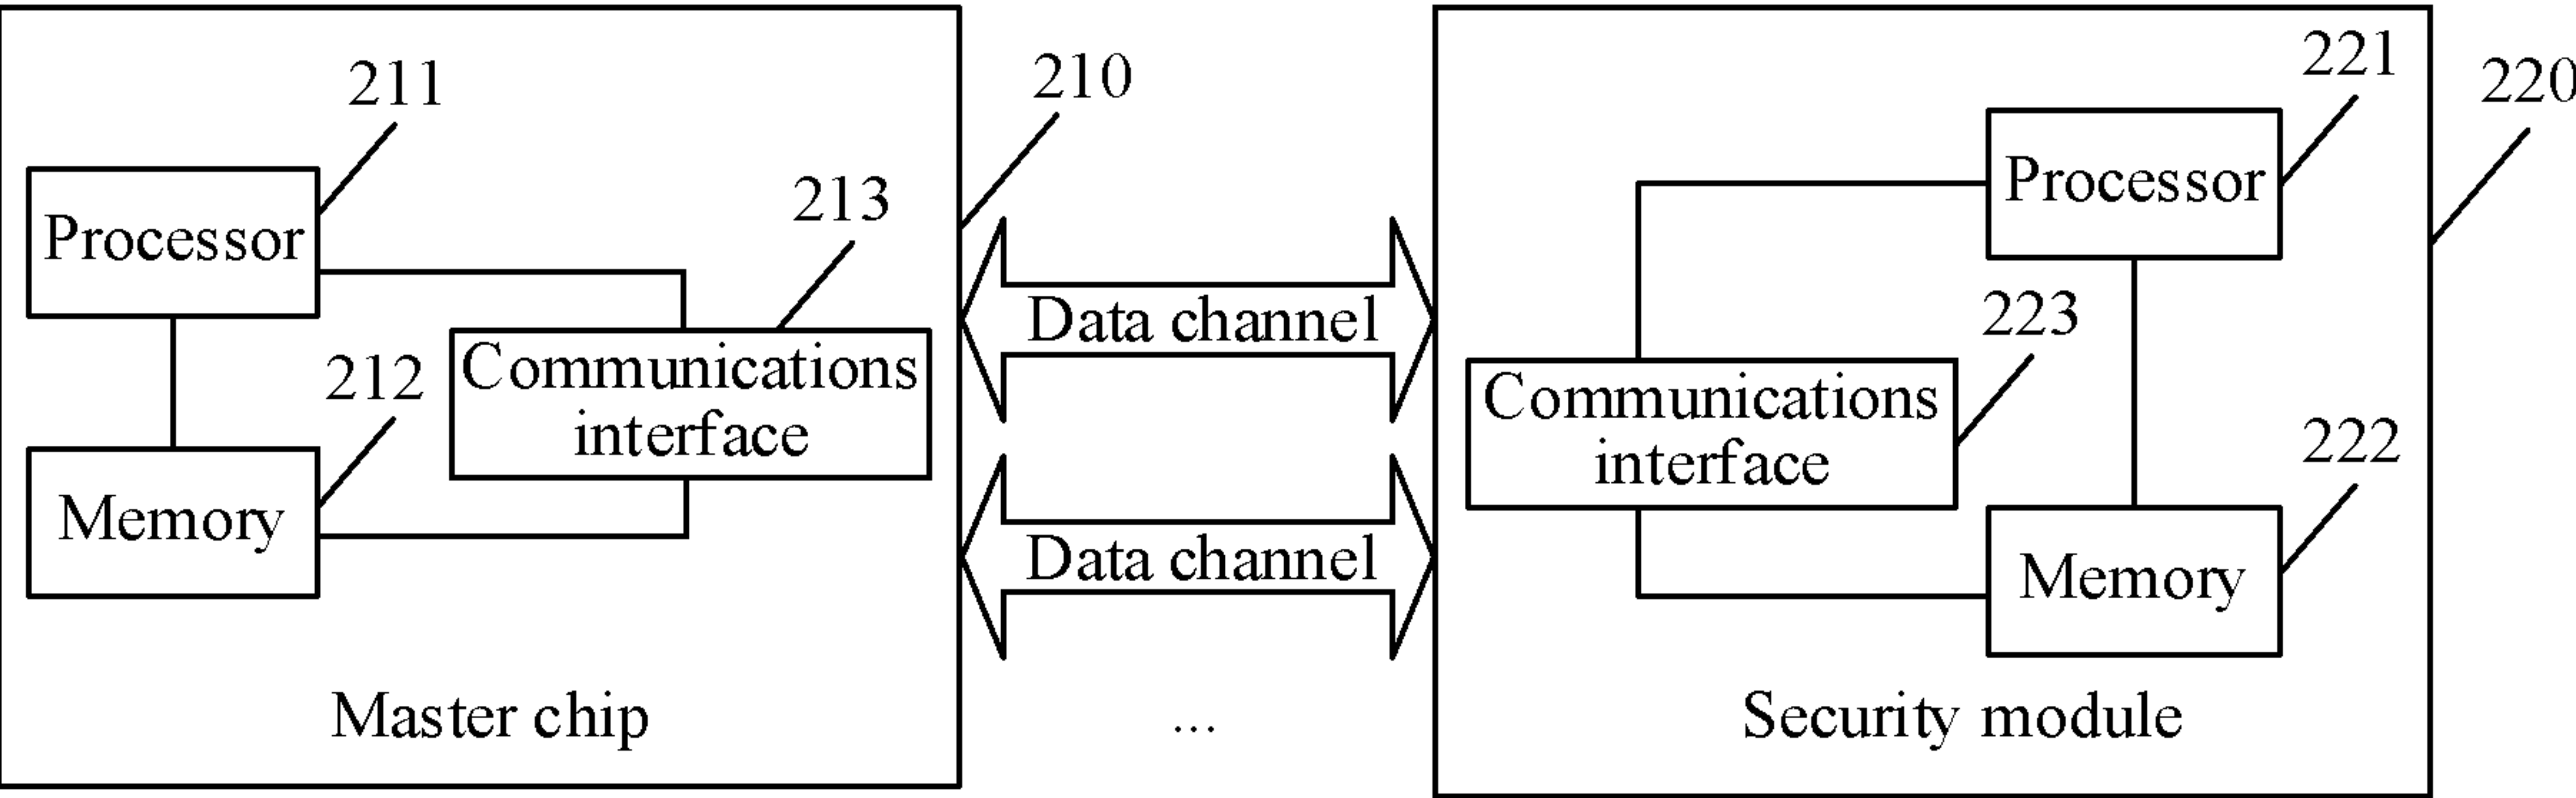 211
Processor
212
Memory
213
Communications
interface
Master chip
210
Data channel
Data channel
...
221
Processor
223
Communications
interface
222
Memory
Security module
220